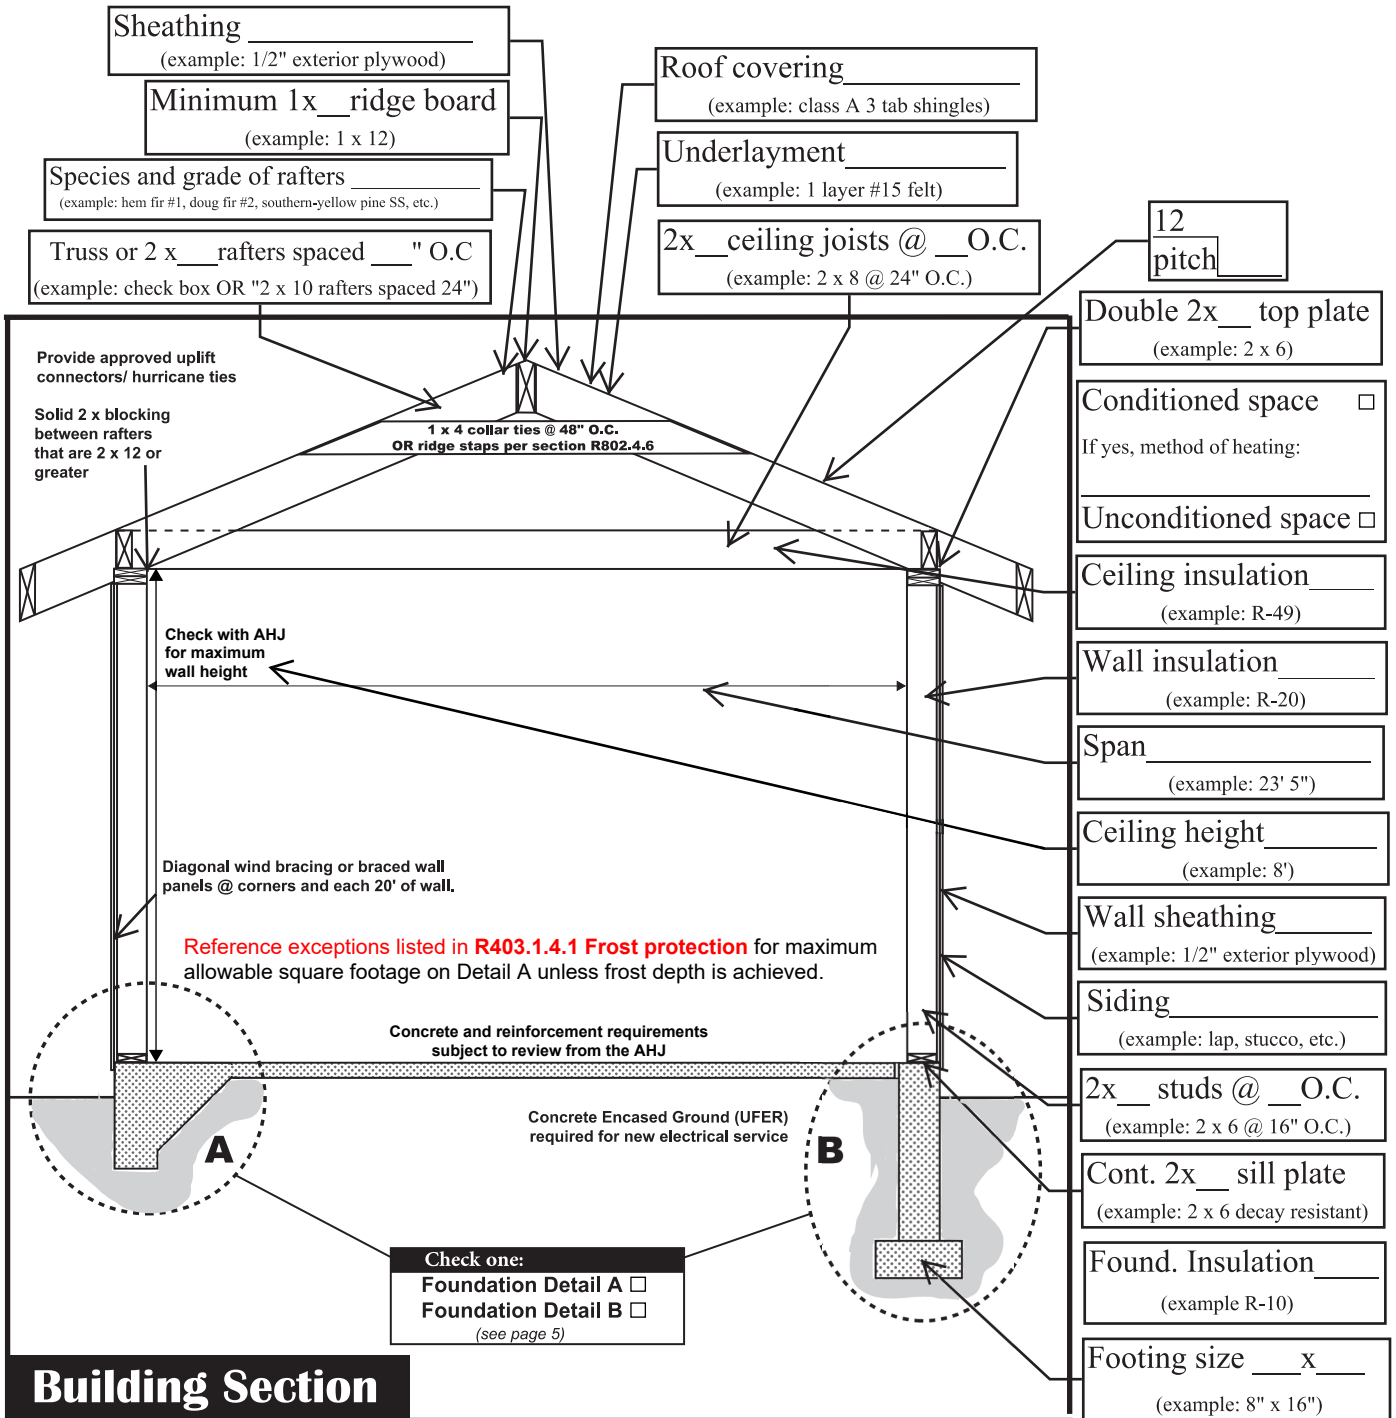 Sheathing
(example: 1/2" exterior plywood)
Minimum 1x__ridge board
(example: 1 x 12)
Species and grade of rafters
(example: hem fir #1, doug fir #2, southern-yellow pine SS, etc.)
Truss or 2 x___rafters spaced ___" O.C
(example: check box OR "2 x 10 rafters spaced 24")
Roof covering
(example: class A 3 tab shingles)
Underlayment
(example: 1 layer #15 felt)
2x__ceiling joists @ __O.C.
(example: 2 x 8 @ 24" O.C.)
12
pitch
Double 2x__ top plate
(example: 2 x 6)
Conditioned space ☐
If yes, method of heating:
Unconditioned space ☐
Ceiling insulation
(example: R-49)
Wall insulation
(example: R-20)
Span
(example: 23' 5")
Ceiling height
(example: 8')
Wall sheathing
(example: 1/2" exterior plywood)
Siding
(example: lap, stucco, etc.)
2x__ studs @ __O.C.
(example: 2 x 6 @ 16" O.C.)
Cont. 2x__ sill plate
(example: 2 x 6 decay resistant)
Found. Insulation
(example R-10)
Footing size ___x___
(example: 8" x 16")
Provide approved uplift
connectors/ hurricane ties
Solid 2 x blocking
between rafters
that are 2 x 12 or
greater
1 x 4 collar ties @ 48" O.C.
OR ridge staps per section R802.4.6
Check with AHJ
for maximum
wall height
Diagonal wind bracing or braced wall
panels @ corners and each 20' of wall.
Reference exceptions listed in R403.1.4.1 Frost protection for maximum
allowable square footage on Detail A unless frost depth is achieved.
Concrete and reinforcement requirements
subject to review from the AHJ
Concrete Encased Ground (UFER)
required for new electrical service
A
B
Check one:
Foundation Detail A ☐
Foundation Detail B ☐
(see page 5)
Building Section